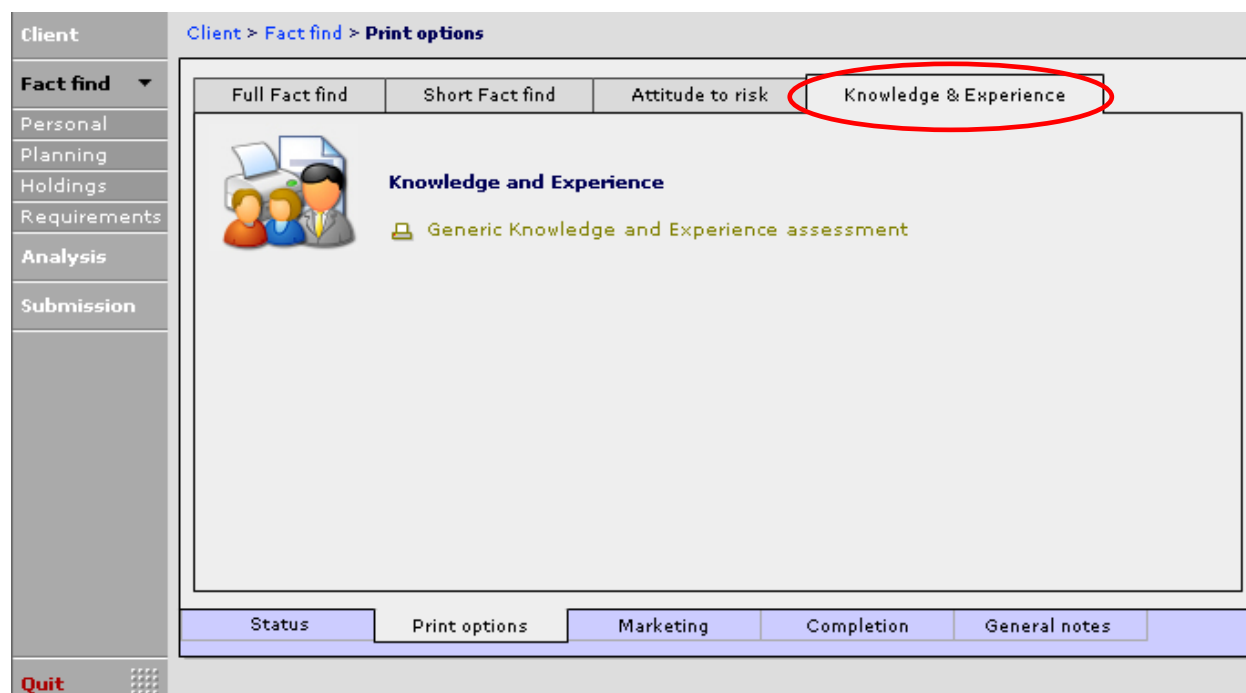 Client
Client > Fact find > Print options
Fact find
Personal
Planning
Holdings
Requirements
Analysis
Submission
Quit
Full Fact find
Short Fact find
Attitude to risk
Knowledge & Experience
Knowledge and Experience
Generic Knowledge and Experience assessment
Status
Print options
Marketing
Completion
General notes